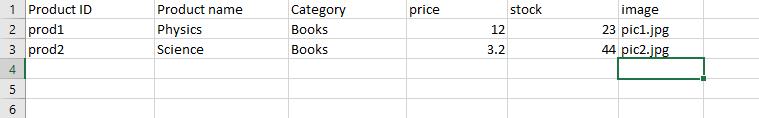 1 Product ID Product name Category price stock image
2 prod1 Physics Books 12 23 pic1.jpg
3 prod2 Science Books 3.2 44 pic2.jpg
4
5
6